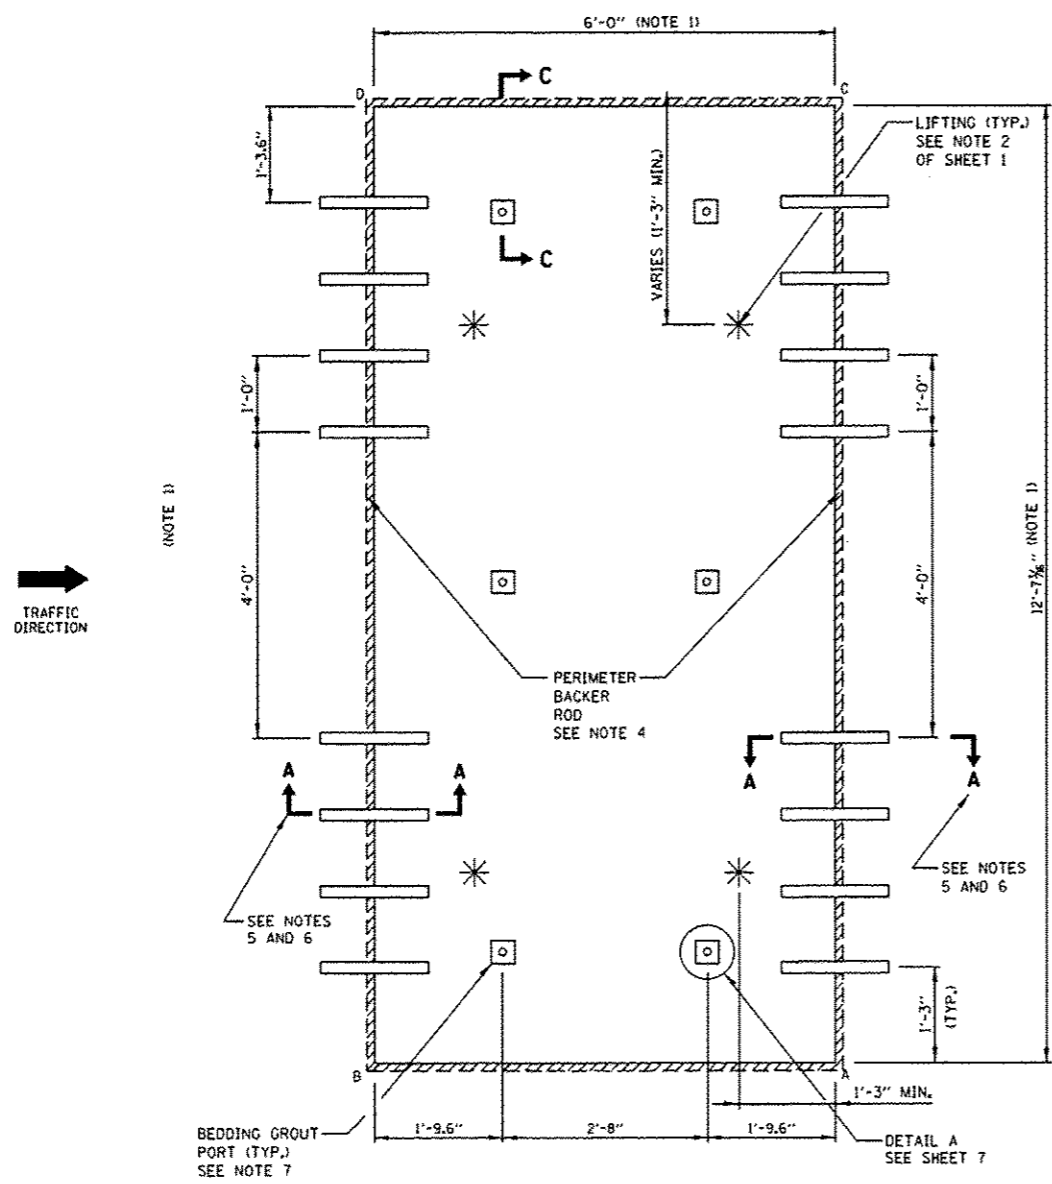 6'-0" (NOTE 1)
C
D
C
1'-3.6"
LIFTING (TYP.)
SEE NOTE 2
OF SHEET 1
C
VARIES (1'-3" MIN.)
1'-0"
1'-0"
(NOTE 1)
4'-0"
4'-0"
12'-7 3/16" (NOTE 1)
TRAFFIC
DIRECTION
PERIMETER
BACKER
ROD
SEE NOTE 4
A
A
A
A
SEE NOTES
5 AND 6
SEE NOTES
5 AND 6
1'-3"
(TYP.)
B
A
1'-3" MIN.
BEDDING GROUT
PORT (TYP.)
SEE NOTE 7
1'-9.6"
2'-8"
1'-9.6"
DETAIL A
SEE SHEET 7